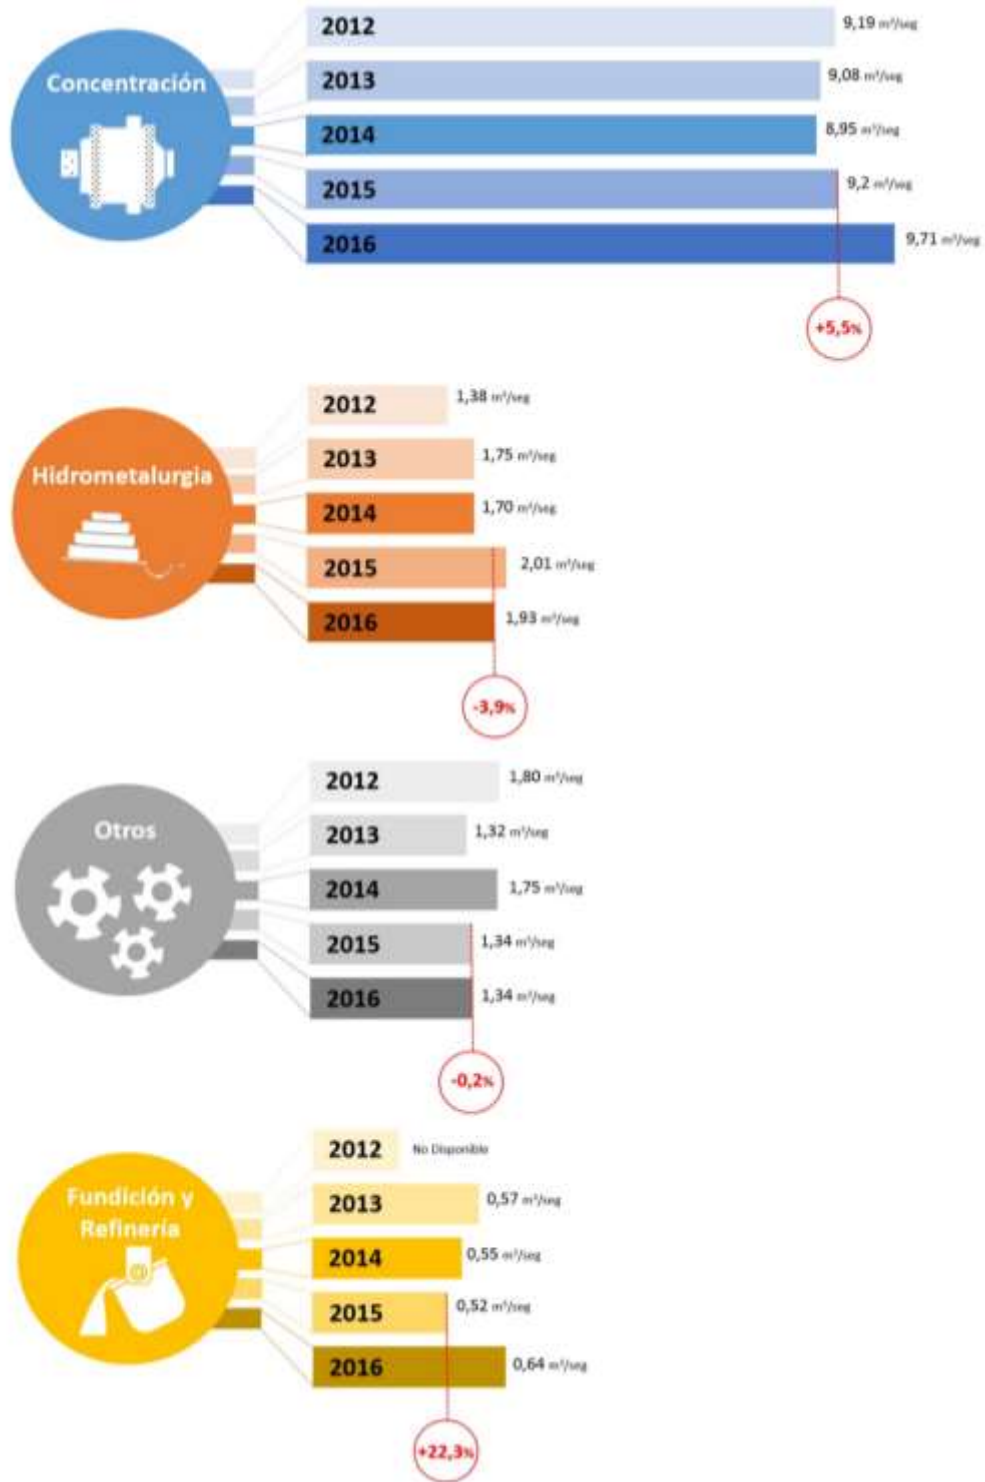 Concentración
2012 9,19 m³/seg
2013 9,08 m³/seg
2014 8,95 m³/seg
2015 9,2 m³/seg
2016 9,71 m³/seg
+5,5%
Hidrometalurgia
2012 1,38 m³/seg
2013 1,75 m³/seg
2014 1,70 m³/seg
2015 2,01 m³/seg
2016 1,93 m³/seg
-3,9%
Otros
2012 1,80 m³/seg
2013 1,32 m³/seg
2014 1,75 m³/seg
2015 1,34 m³/seg
2016 1,34 m³/seg
-0,2%
Fundición y
Refinería
2012 No Disponible
2013 0,57 m³/seg
2014 0,55 m³/seg
2015 0,52 m³/seg
2016 0,64 m³/seg
+22,3%